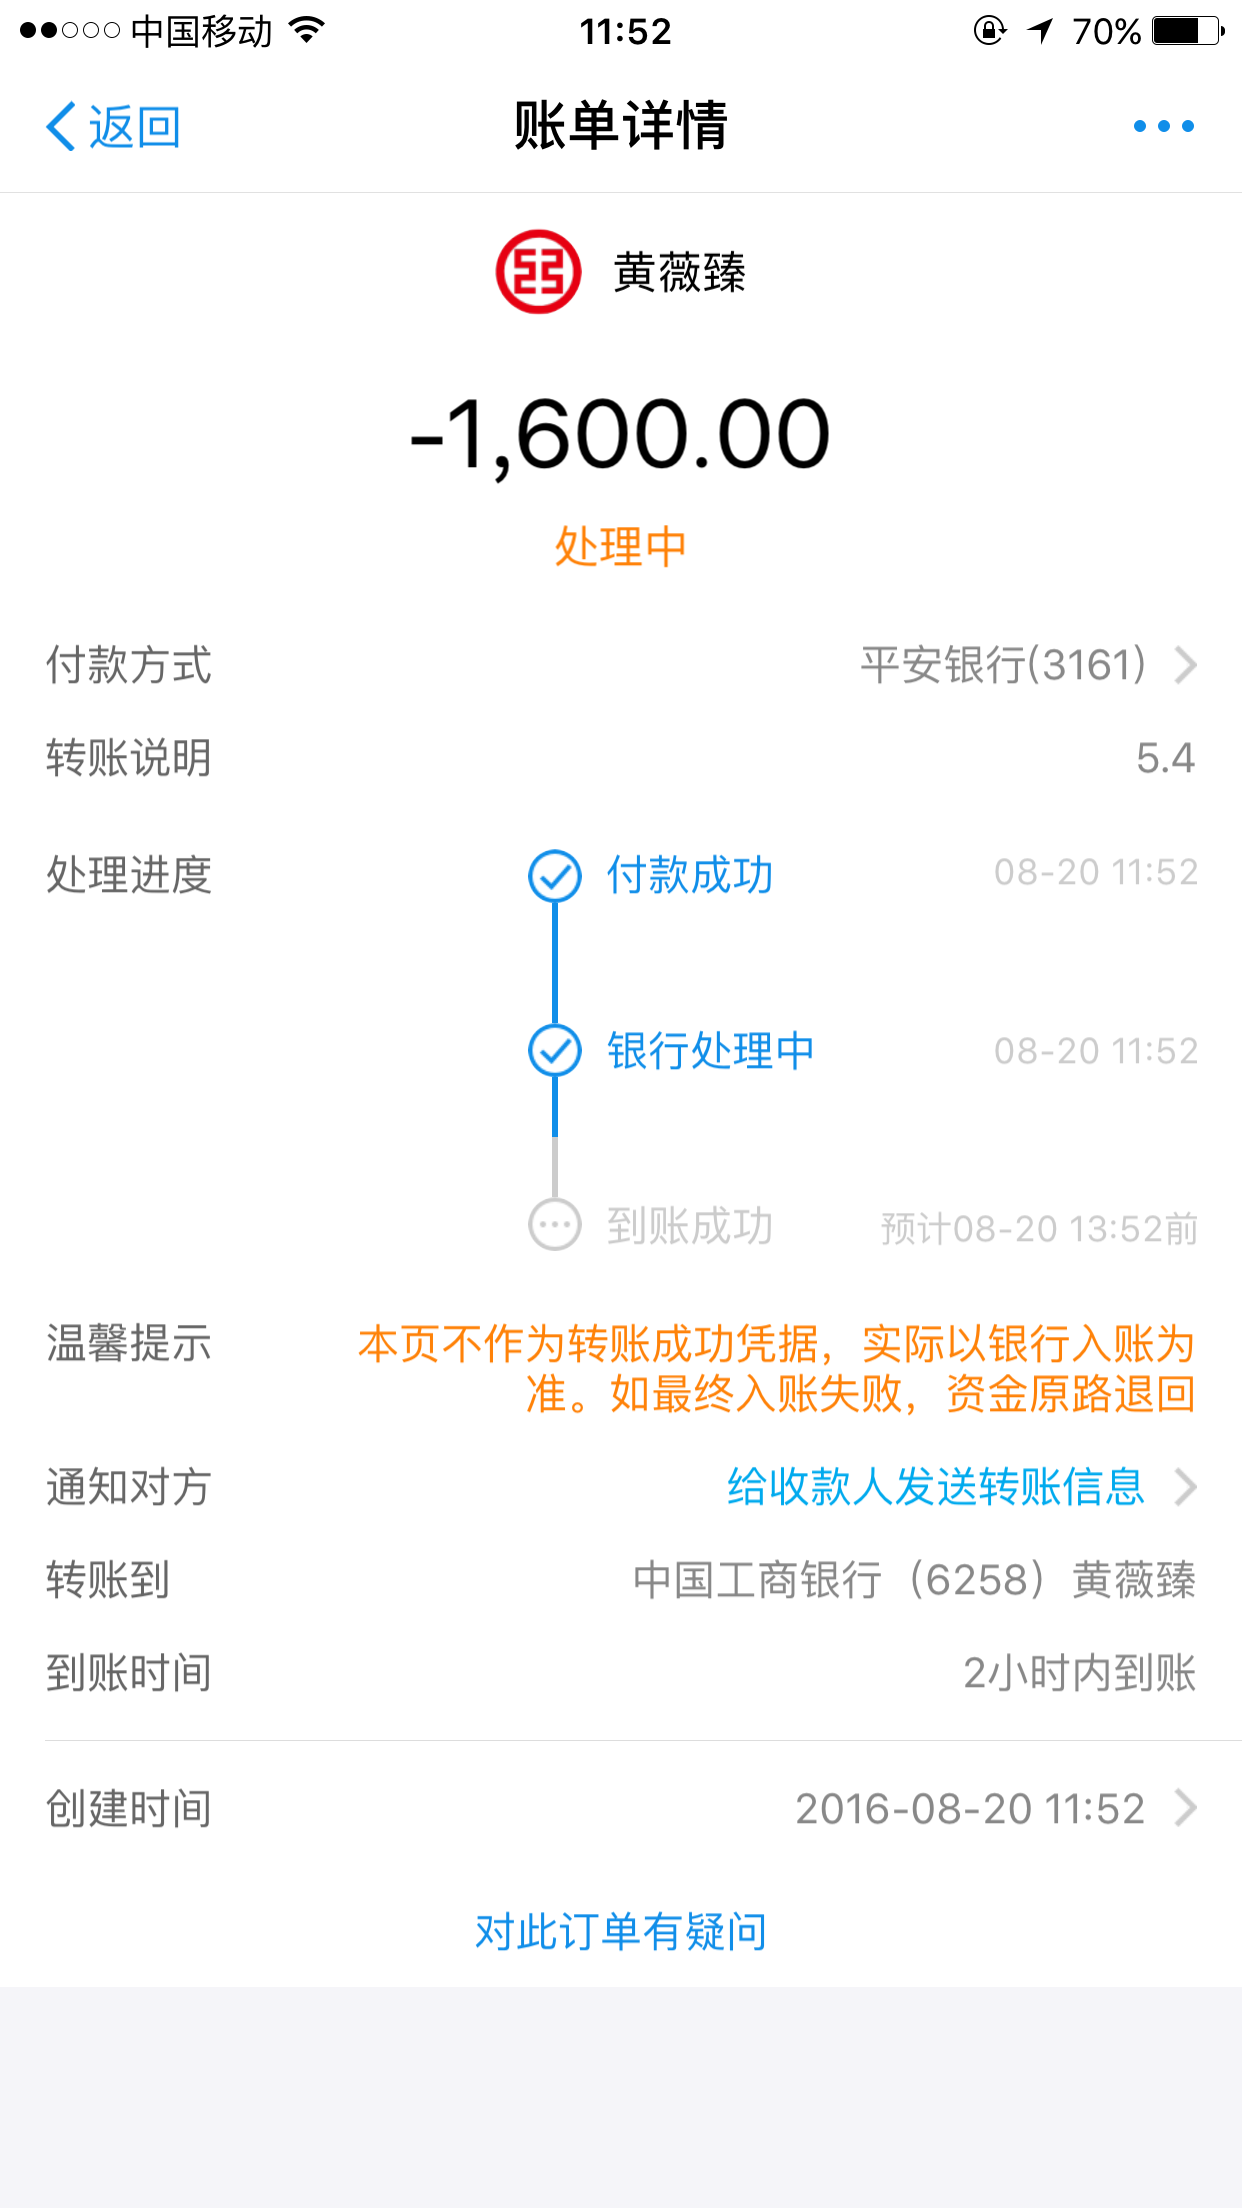 中国移动
11:52
70%
返回
账单详情
黄薇臻
-1,600.00
处理中
付款方式 平安银行(3161)
转账说明 5.4
处理进度 付款成功 08-20 11:52
银行处理中 08-20 11:52
到账成功 预计08-20 13:52前
温馨提示 本页不作为转账成功凭据，实际以银行入账为
准。如最终入账失败，资金原路退回
通知对方 给收款人发送转账信息
转账到 中国工商银行（6258）黄薇臻
到账时间 2小时内到账
创建时间 2016-08-20 11:52
对此订单有疑问